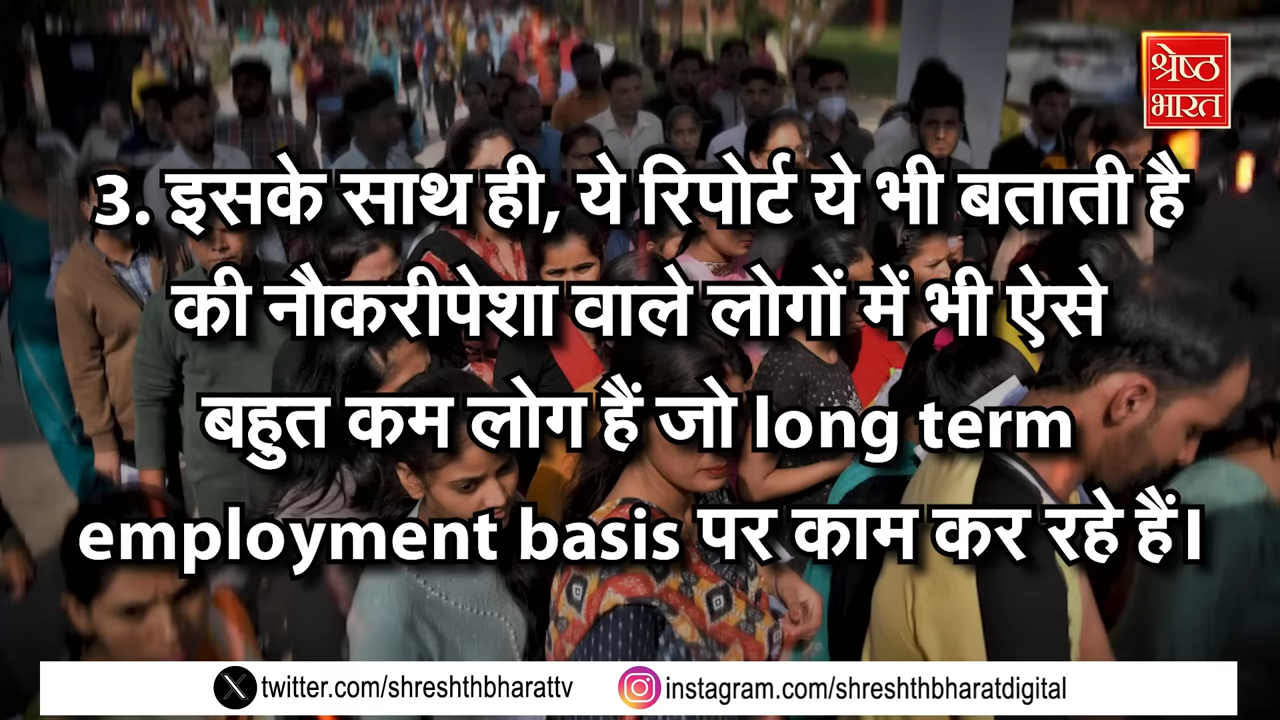 श्रेष्ठ
भारत
3. इसके साथ ही, ये रिपोर्ट ये भी बताती है
की नौकरीपेशा वाले लोगों में भी ऐसे
बहुत कम लोग हैं जो long term
employment basis पर काम कर रहे हैं।
twitter.com/shreshthbharattv
instagram.com/shreshthbharatdigital